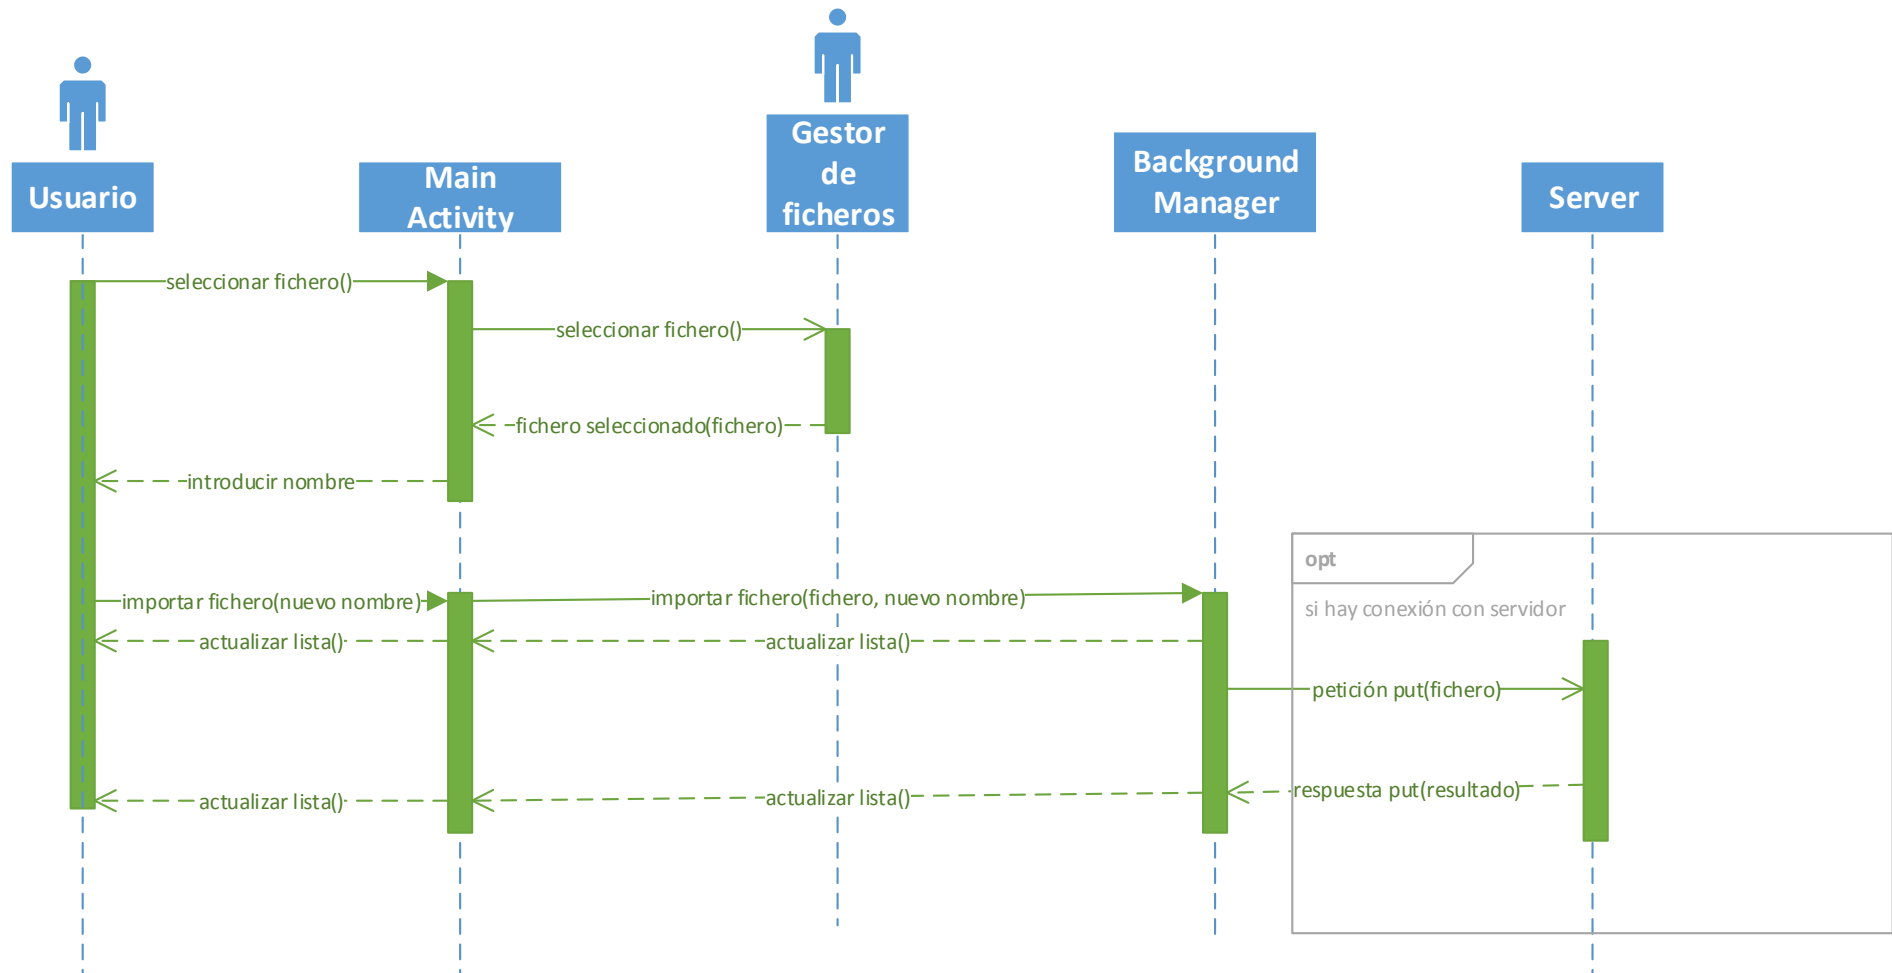 Usuario
Main
Activity
Gestor
de
ficheros
Background
Manager
Server
seleccionar fichero()
seleccionar fichero()
fichero seleccionado(fichero)
introducir nombre
opt
si hay conexión con servidor
importar fichero(nuevo nombre)
importar fichero(fichero, nuevo nombre)
actualizar lista()
actualizar lista()
petición put(fichero)
respuesta put(resultado)
actualizar lista()
actualizar lista()